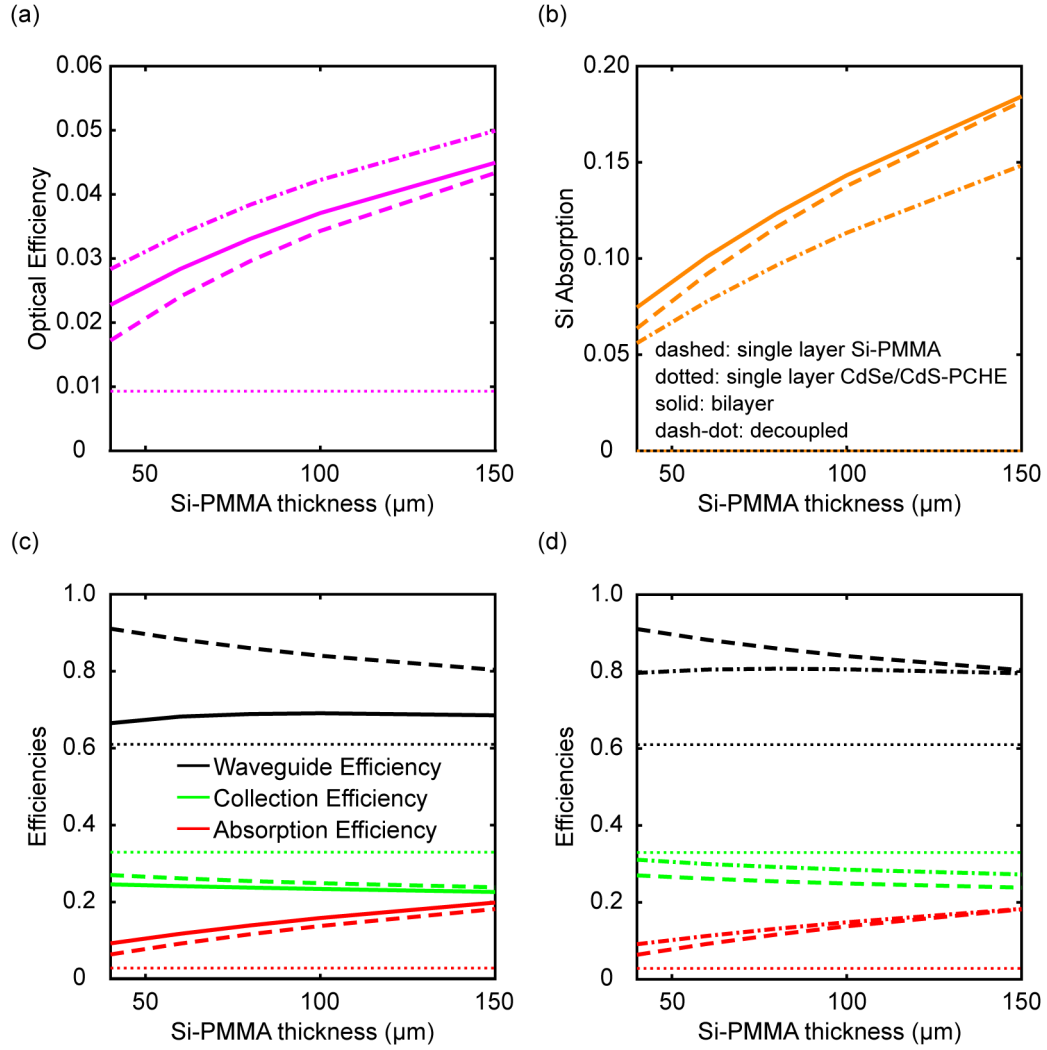 (a)
0.06
0.05
0.04
0.03
0.02
0.01
0
Optical Efficiency
50
100
150
Si-PMMA thickness (µm)
(b)
0.20
0.15
0.10
0.05
0
Si Absorption
dashed: single layer Si-PMMA
dotted: single layer CdSe/CdS-PCHE
solid: bilayer
dash-dot: decoupled
50
100
150
Si-PMMA thickness (µm)
(c)
1.0
0.8
0.6
0.4
0.2
0
Efficiencies
Waveguide Efficiency
Collection Efficiency
Absorption Efficiency
50
100
150
Si-PMMA thickness (µm)
(d)
1.0
0.8
0.6
0.4
0.2
0
Efficiencies
50
100
150
Si-PMMA thickness (µm)